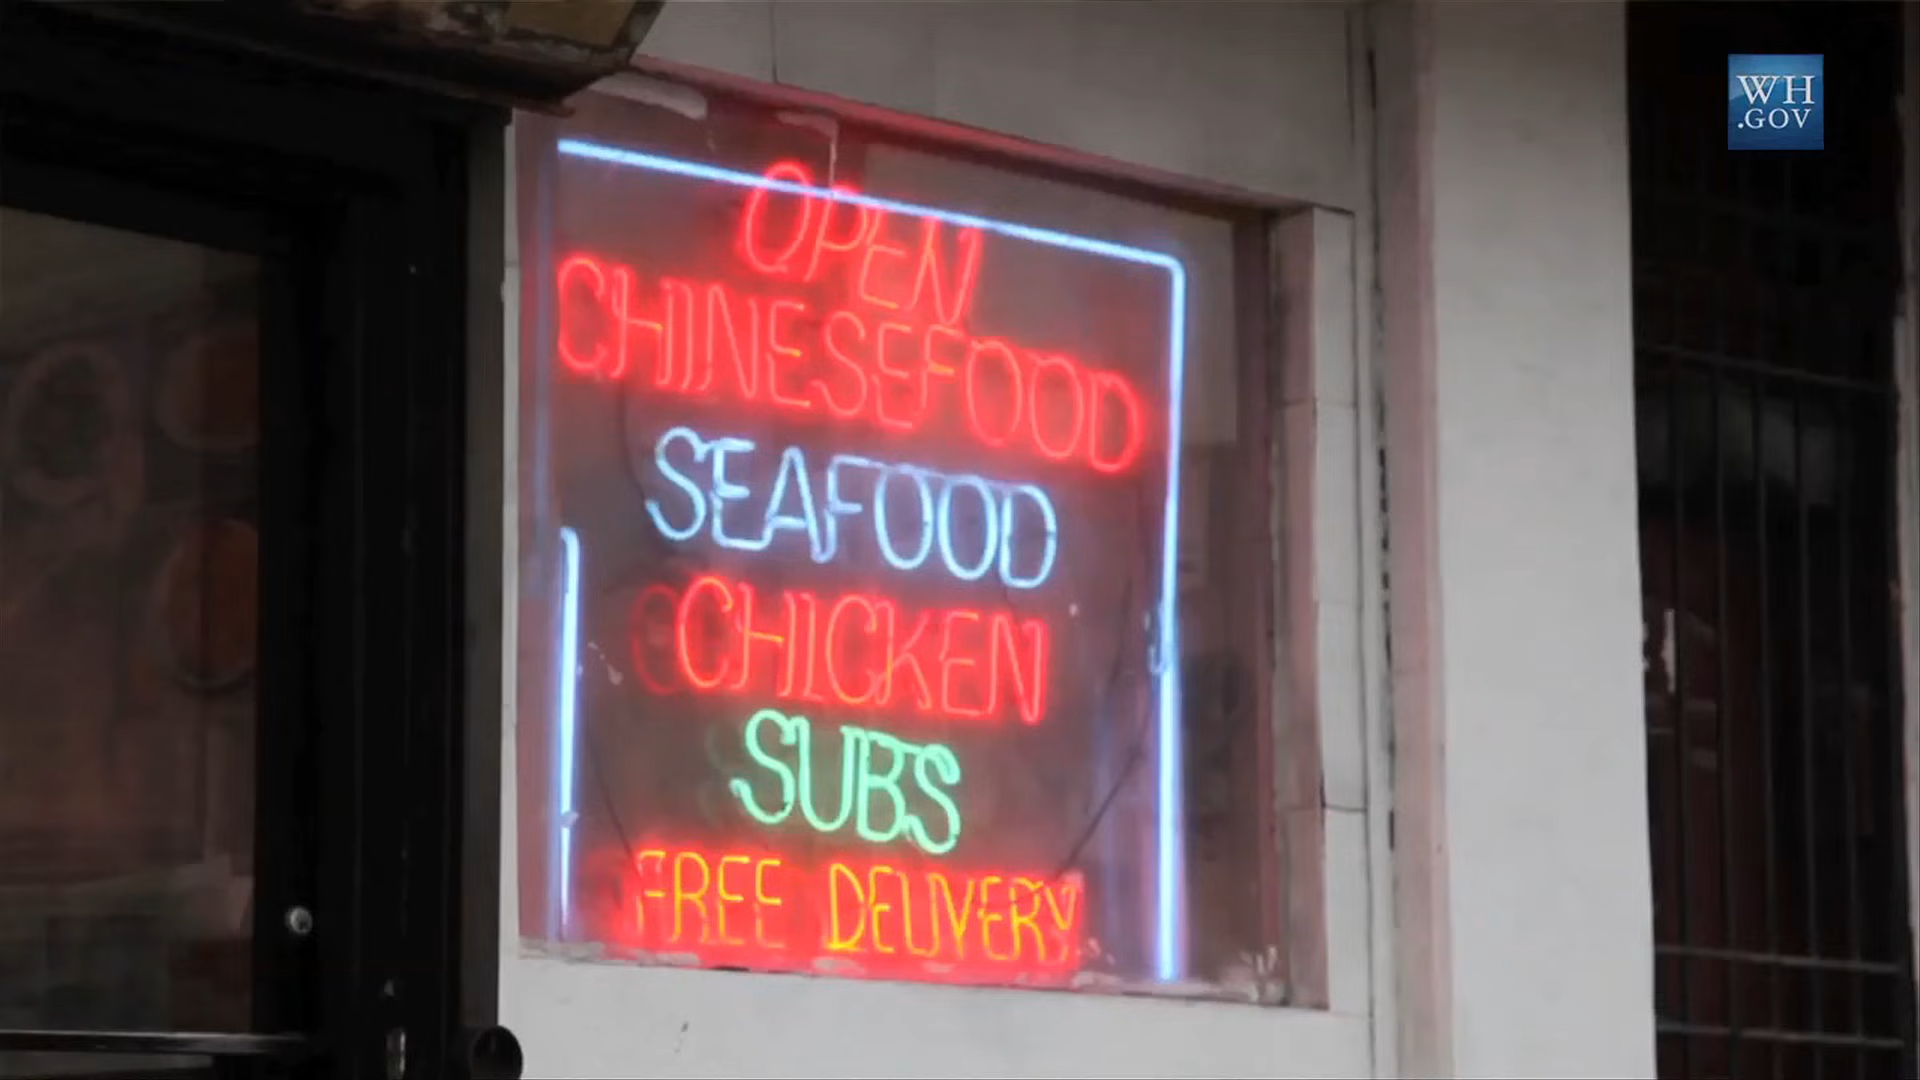 OPEN
CHINESEFOOD
SEAFOOD
CHICKEN
SUBS
FREE DELIVERY
WH
.GOV